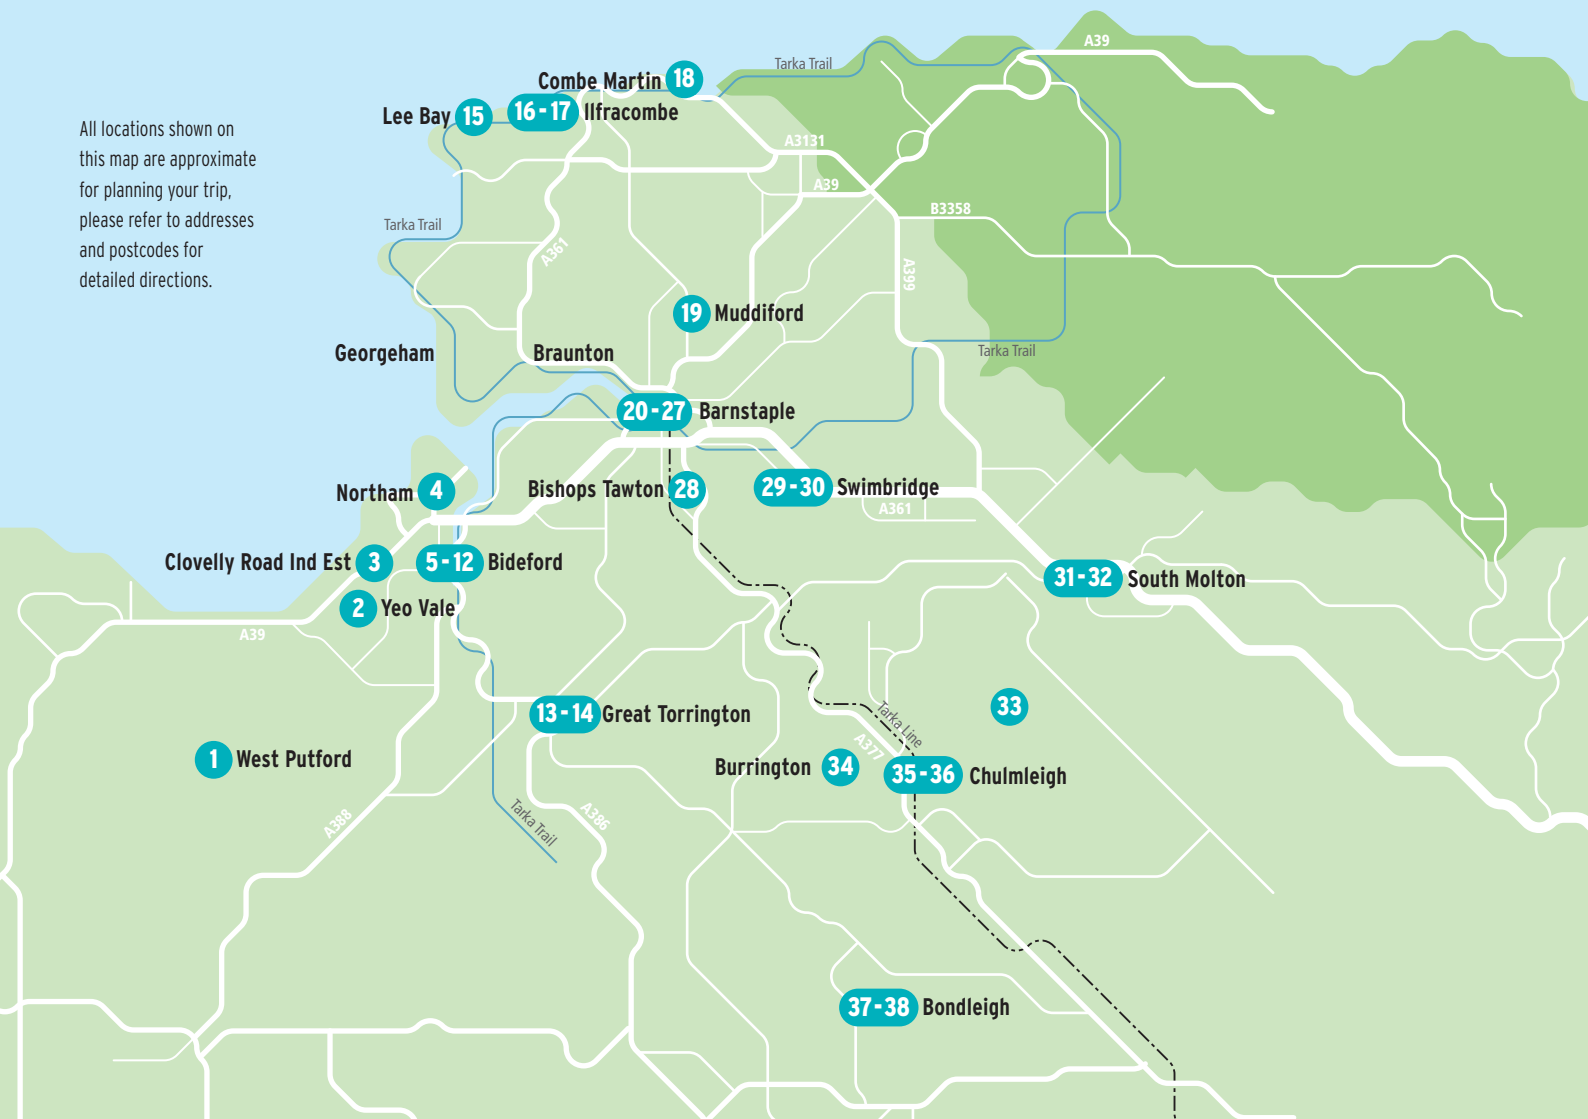 A39
Tarka Trail
Combe Martin 18
Lee Bay 15
16 - 17 Ilfracombe
All locations shown on
this map are approximate
for planning your trip,
please refer to addresses
and postcodes for
detailed directions.
A3131
A39
B3358
Tarka Trail
A361
A399
19 Muddiford
Tarka Trail
Georgeham
Braunton
20 - 27 Barnstaple
Northam 4
Bishops Tawton 28
29 - 30 Swimbridge
A361
Clovelly Road Ind Est 3
5 - 12 Bideford
31 - 32 South Molton
2 Yeo Vale
A39
33
13 - 14 Great Torrington
Tarka Line
A377
1 West Putford
Burrington 34
35 - 36 Chulmleigh
A388
Tarka Trail
A386
37 - 38 Bondleigh